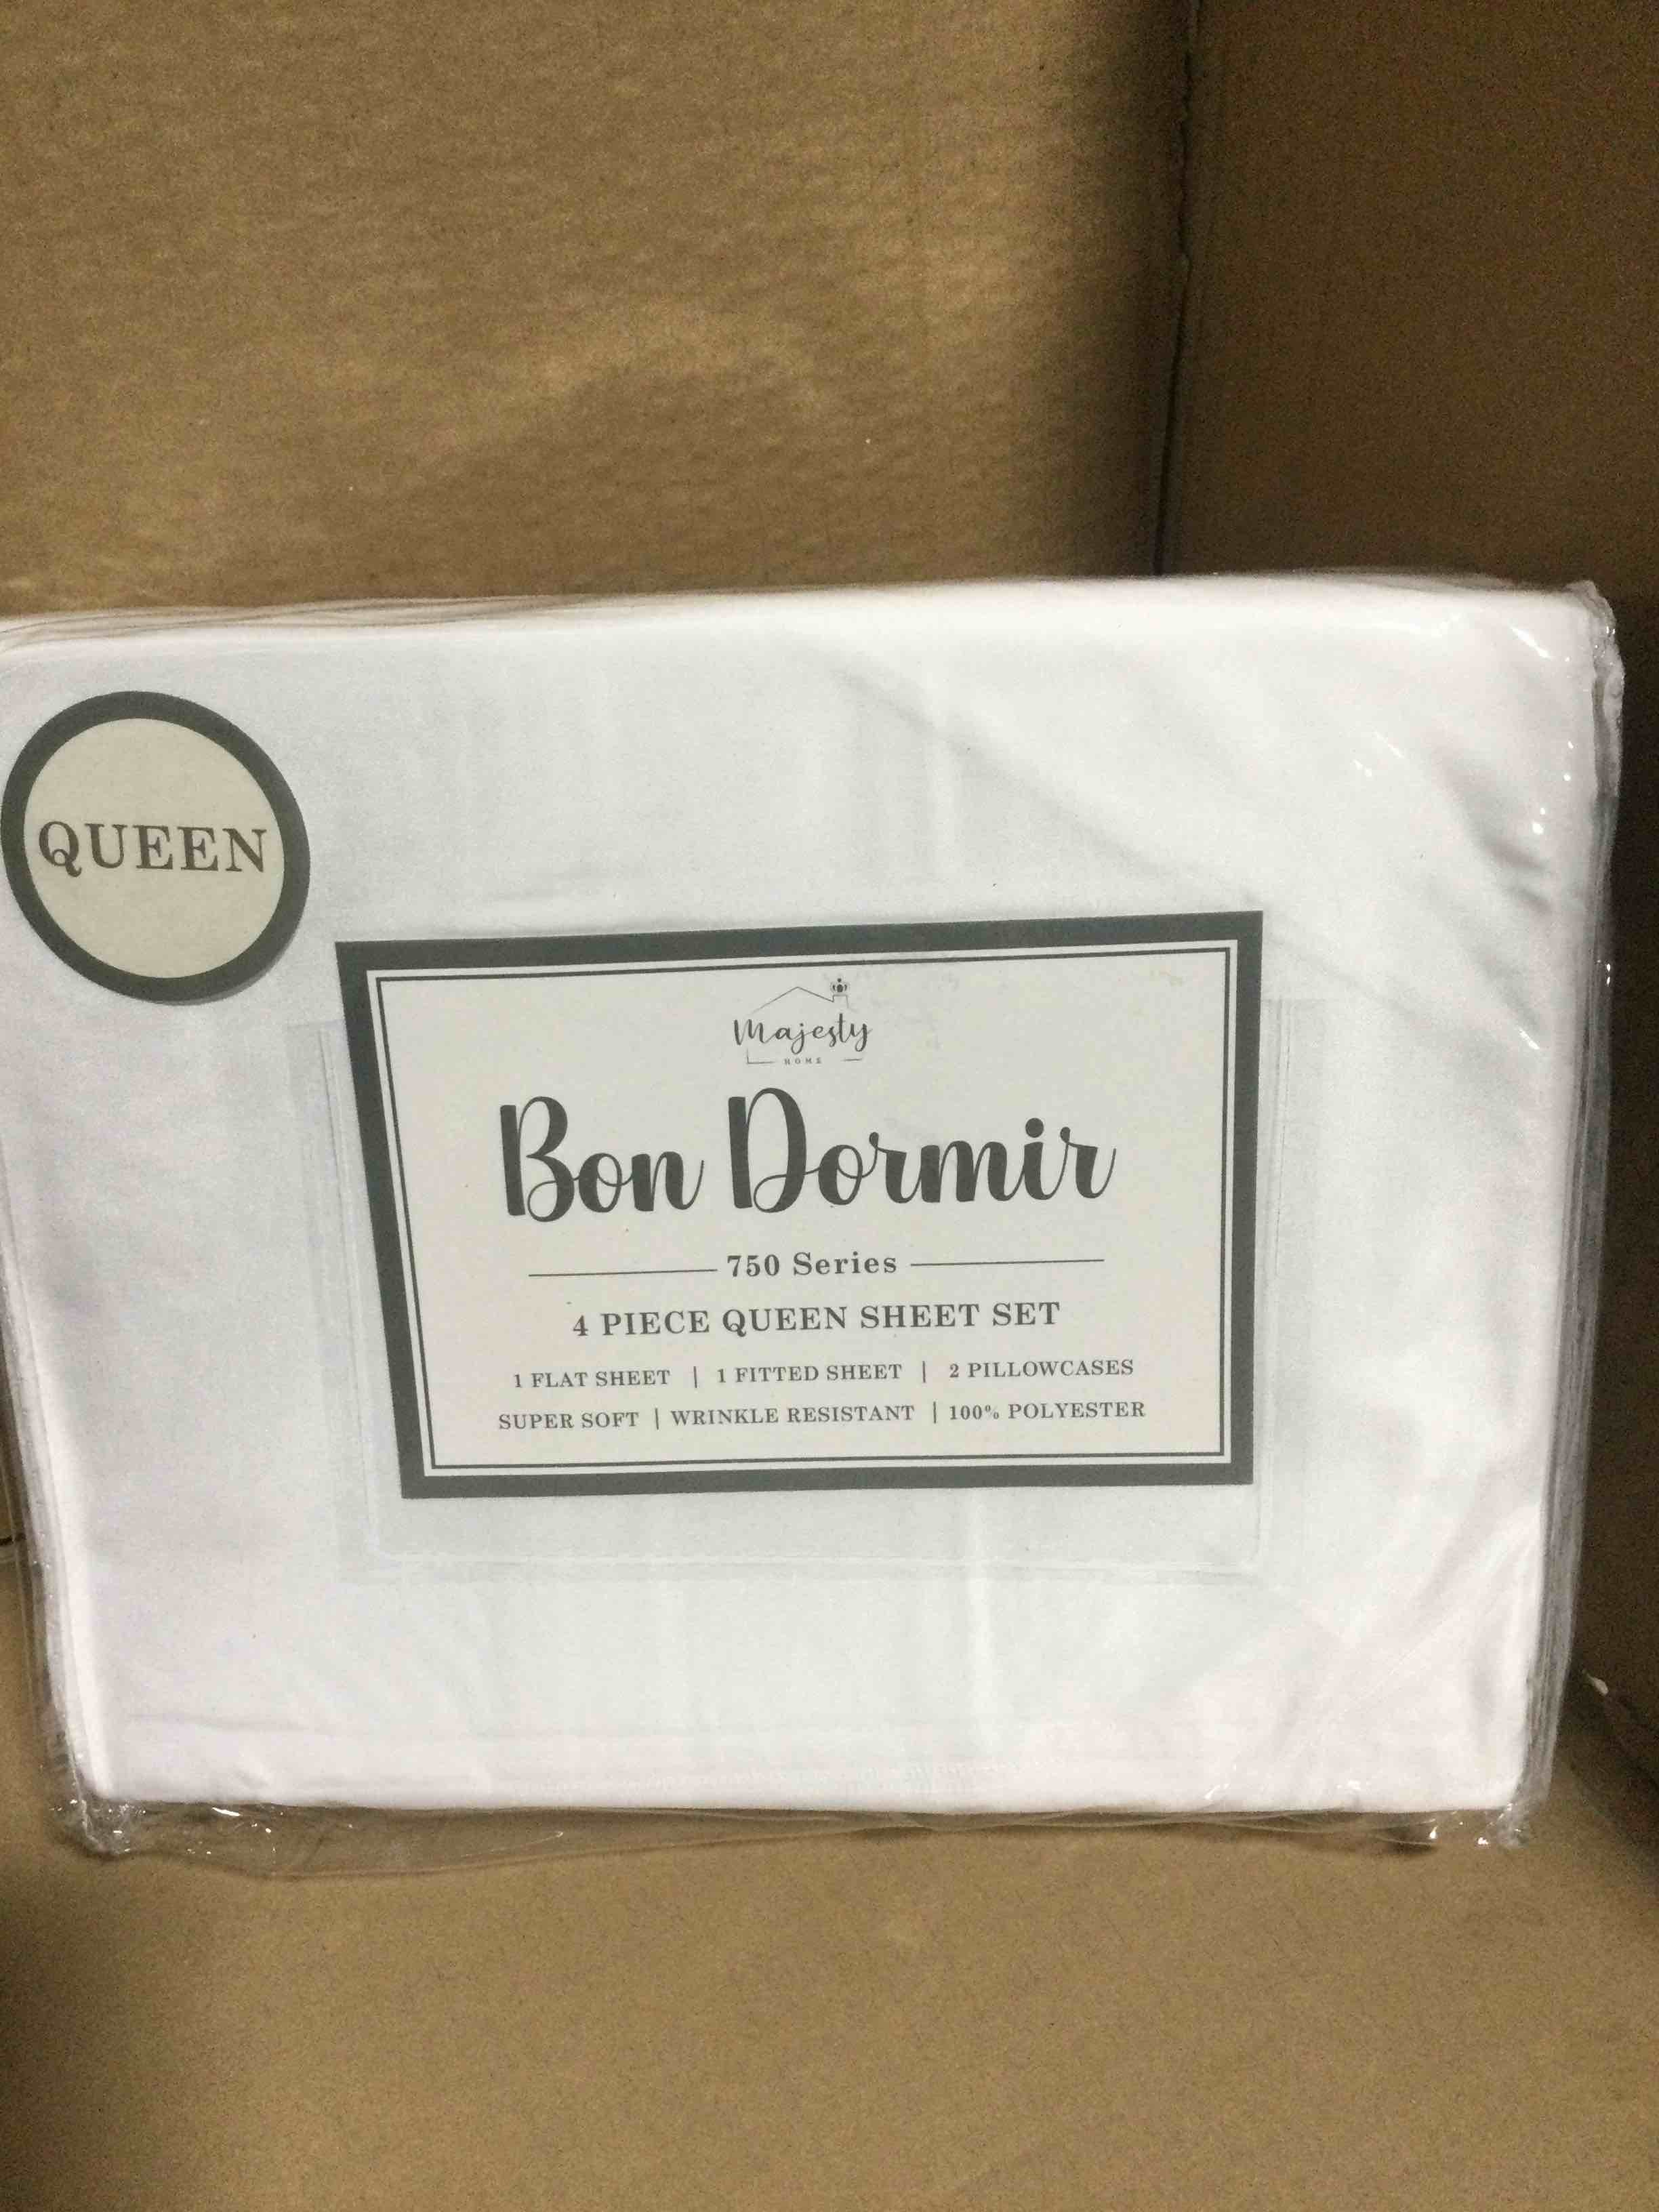 QUEEN
Majesty
HOME
Bon Dormir
750 Series
4 PIECE QUEEN SHEET SET
1 FLAT SHEET | 1 FITTED SHEET | 2 PILLOWCASES
SUPER SOFT | WRINKLE RESISTANT | 100% POLYESTER